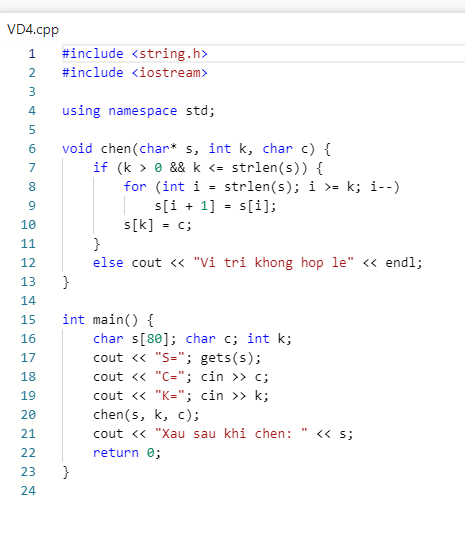 VD4.cpp
1 #include <string.h>
2 #include <iostream>
3
4 using namespace std;
5
6 void chen(char* s, int k, char c) {
7     if (k > 0 && k <= strlen(s)) {
8         for (int i = strlen(s); i >= k; i--)
9             s[i + 1] = s[i];
10         s[k] = c;
11     }
12     else cout << "Vi tri khong hop le" << endl;
13 }
14
15 int main() {
16     char s[80]; char c; int k;
17     cout << "S="; gets(s);
18     cout << "C="; cin >> c;
19     cout << "K="; cin >> k;
20     chen(s, k, c);
21     cout << "Xau sau khi chen: " << s;
22     return 0;
23 }
24